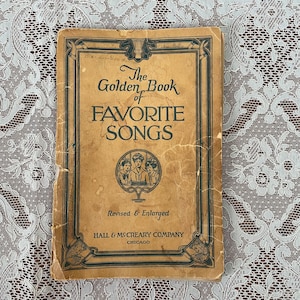 The
Golden Book
of
FAVORITE
SONGS
Revised & Enlarged
HALL & McCREARY COMPANY
CHICAGO